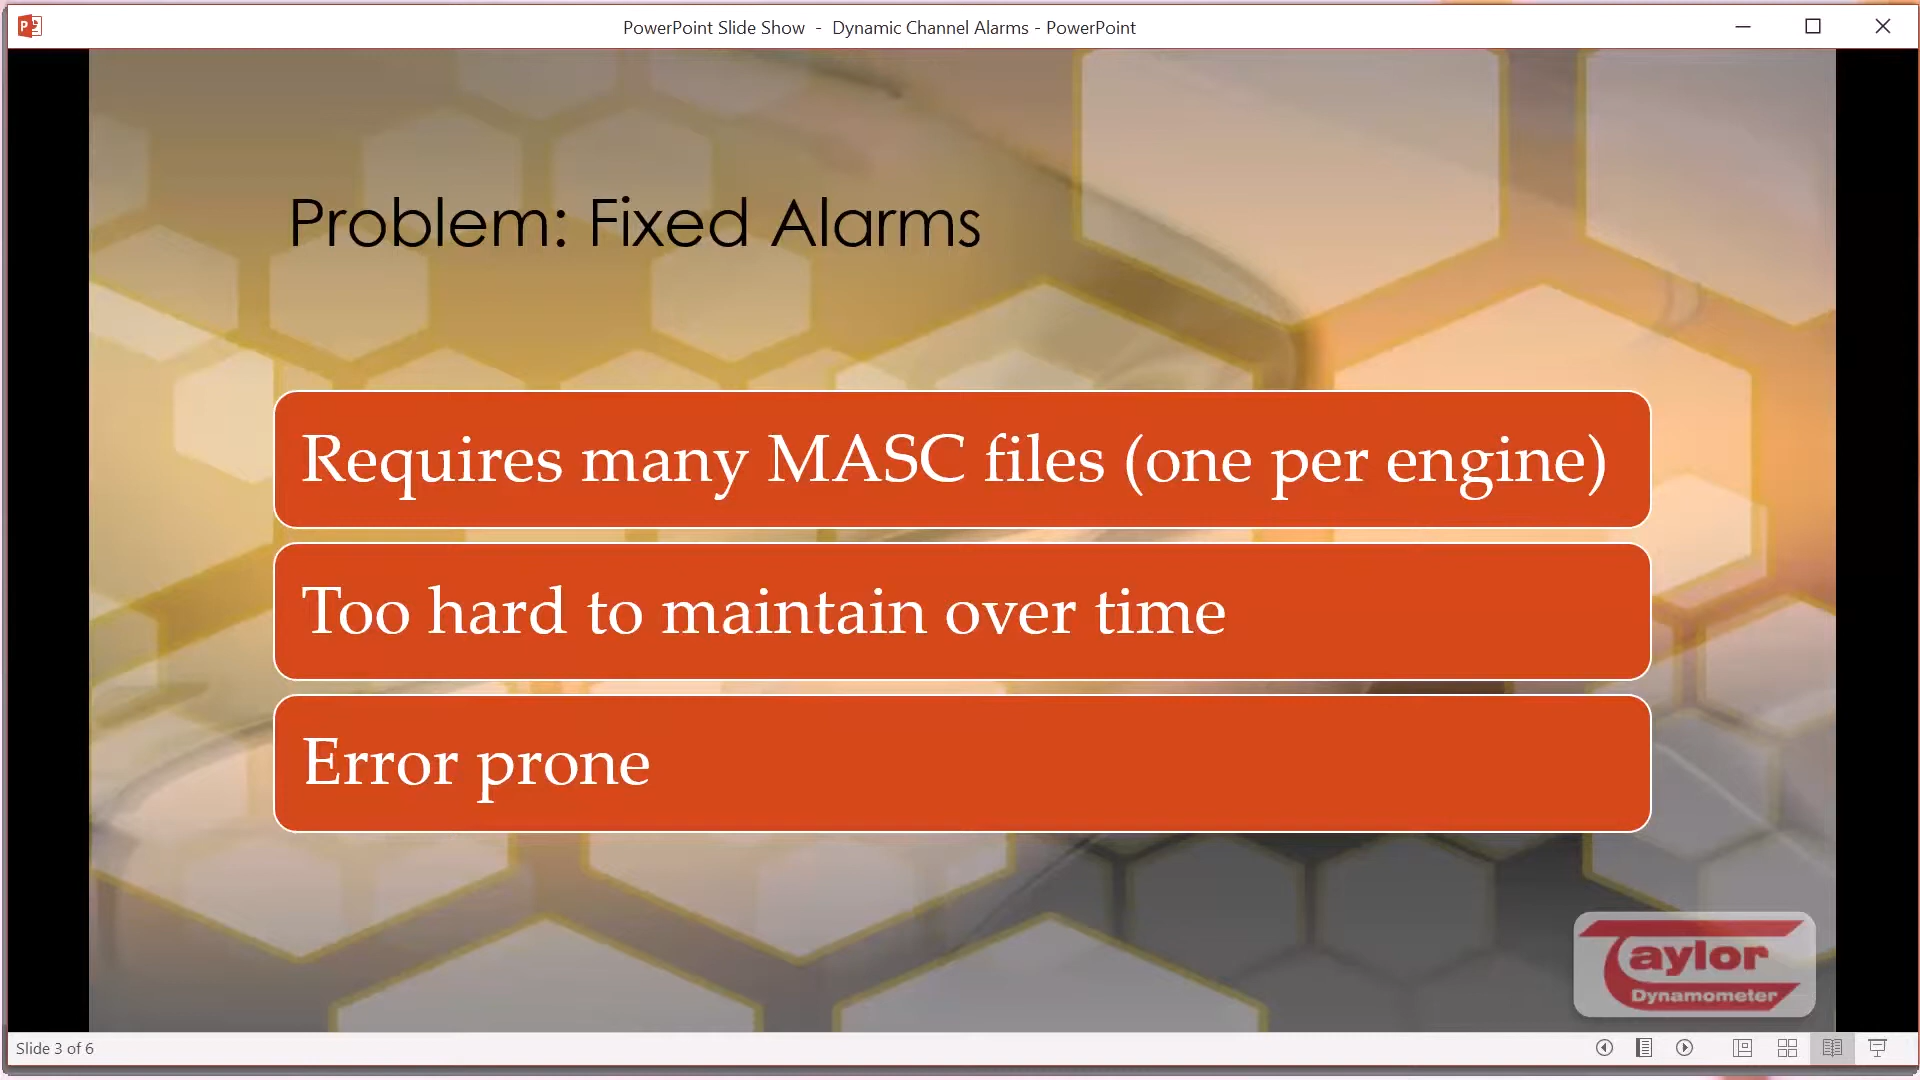 PowerPoint Slide Show - Dynamic Channel Alarms - PowerPoint
Problem: Fixed Alarms
Requires many MASC files (one per engine)
Too hard to maintain over time
Error prone
Taylor
Dynamometer
Slide 3 of 6